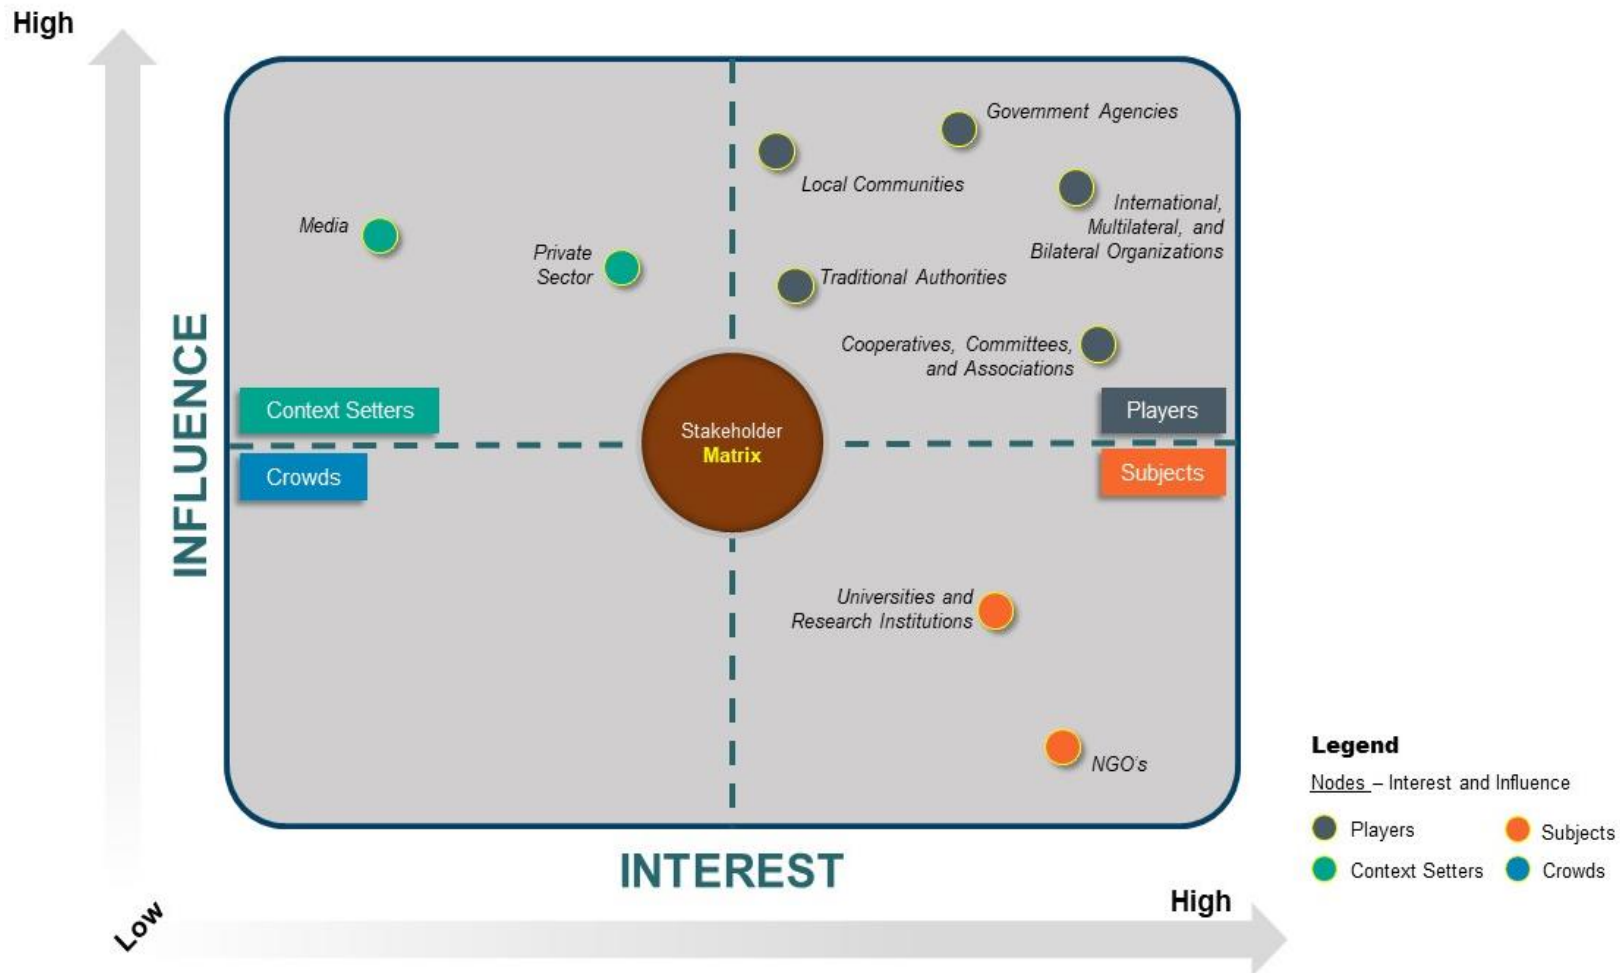 High
Government Agencies
Local Communities
International,
Multilateral, and
Bilateral Organizations
Media
Private
Sector
Traditional Authorities
Cooperatives, Committees,
and Associations
INFLUENCE
Context Setters
Players
Stakeholder
Matrix
Crowds
Subjects
Universities and
Research Institutions
NGO's
INTEREST
High
Low
Legend
Nodes – Interest and Influence
Players
Subjects
Context Setters
Crowds